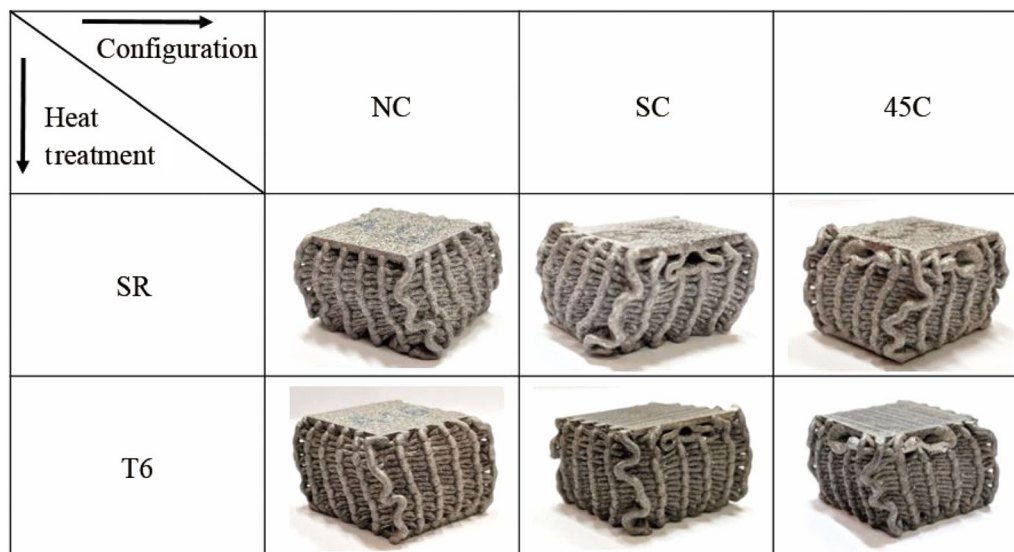 Configuration
Heat
treatment
NC
SC
45C
SR
T6